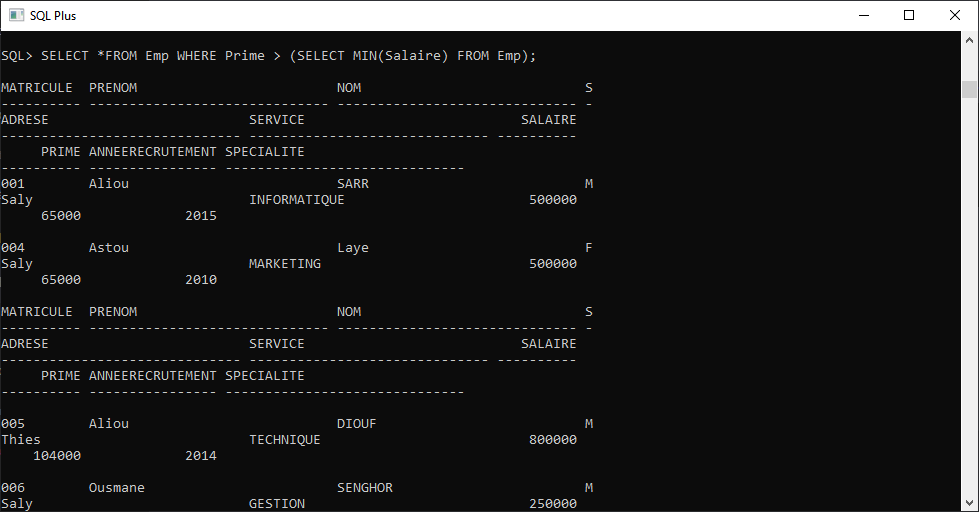 SQL Plus
SQL> SELECT *FROM Emp WHERE Prime > (SELECT MIN(Salaire) FROM Emp);
MATRICULE  PRENOM                         NOM                            S
---------- ------------------------------ ------------------------------ -
ADRESE                         SERVICE                           SALAIRE
------------------------------ ------------------------------ ----------
     PRIME ANNEERECRUTEMENT SPECIALITE
---------- ---------------- ------------------------------
001        Aliou                          SARR                           M
Saly                           INFORMATIQUE                       500000
     65000             2015
004        Astou                          Laye                           F
Saly                           MARKETING                          500000
     65000             2010
MATRICULE  PRENOM                         NOM                            S
---------- ------------------------------ ------------------------------ -
ADRESE                         SERVICE                           SALAIRE
------------------------------ ------------------------------ ----------
     PRIME ANNEERECRUTEMENT SPECIALITE
---------- ---------------- ------------------------------
005        Aliou                          DIOUF                          M
Thies                          TECHNIQUE                          800000
    104000             2014
006        Ousmane                        SENGHOR                        M
Saly                           GESTION                            250000